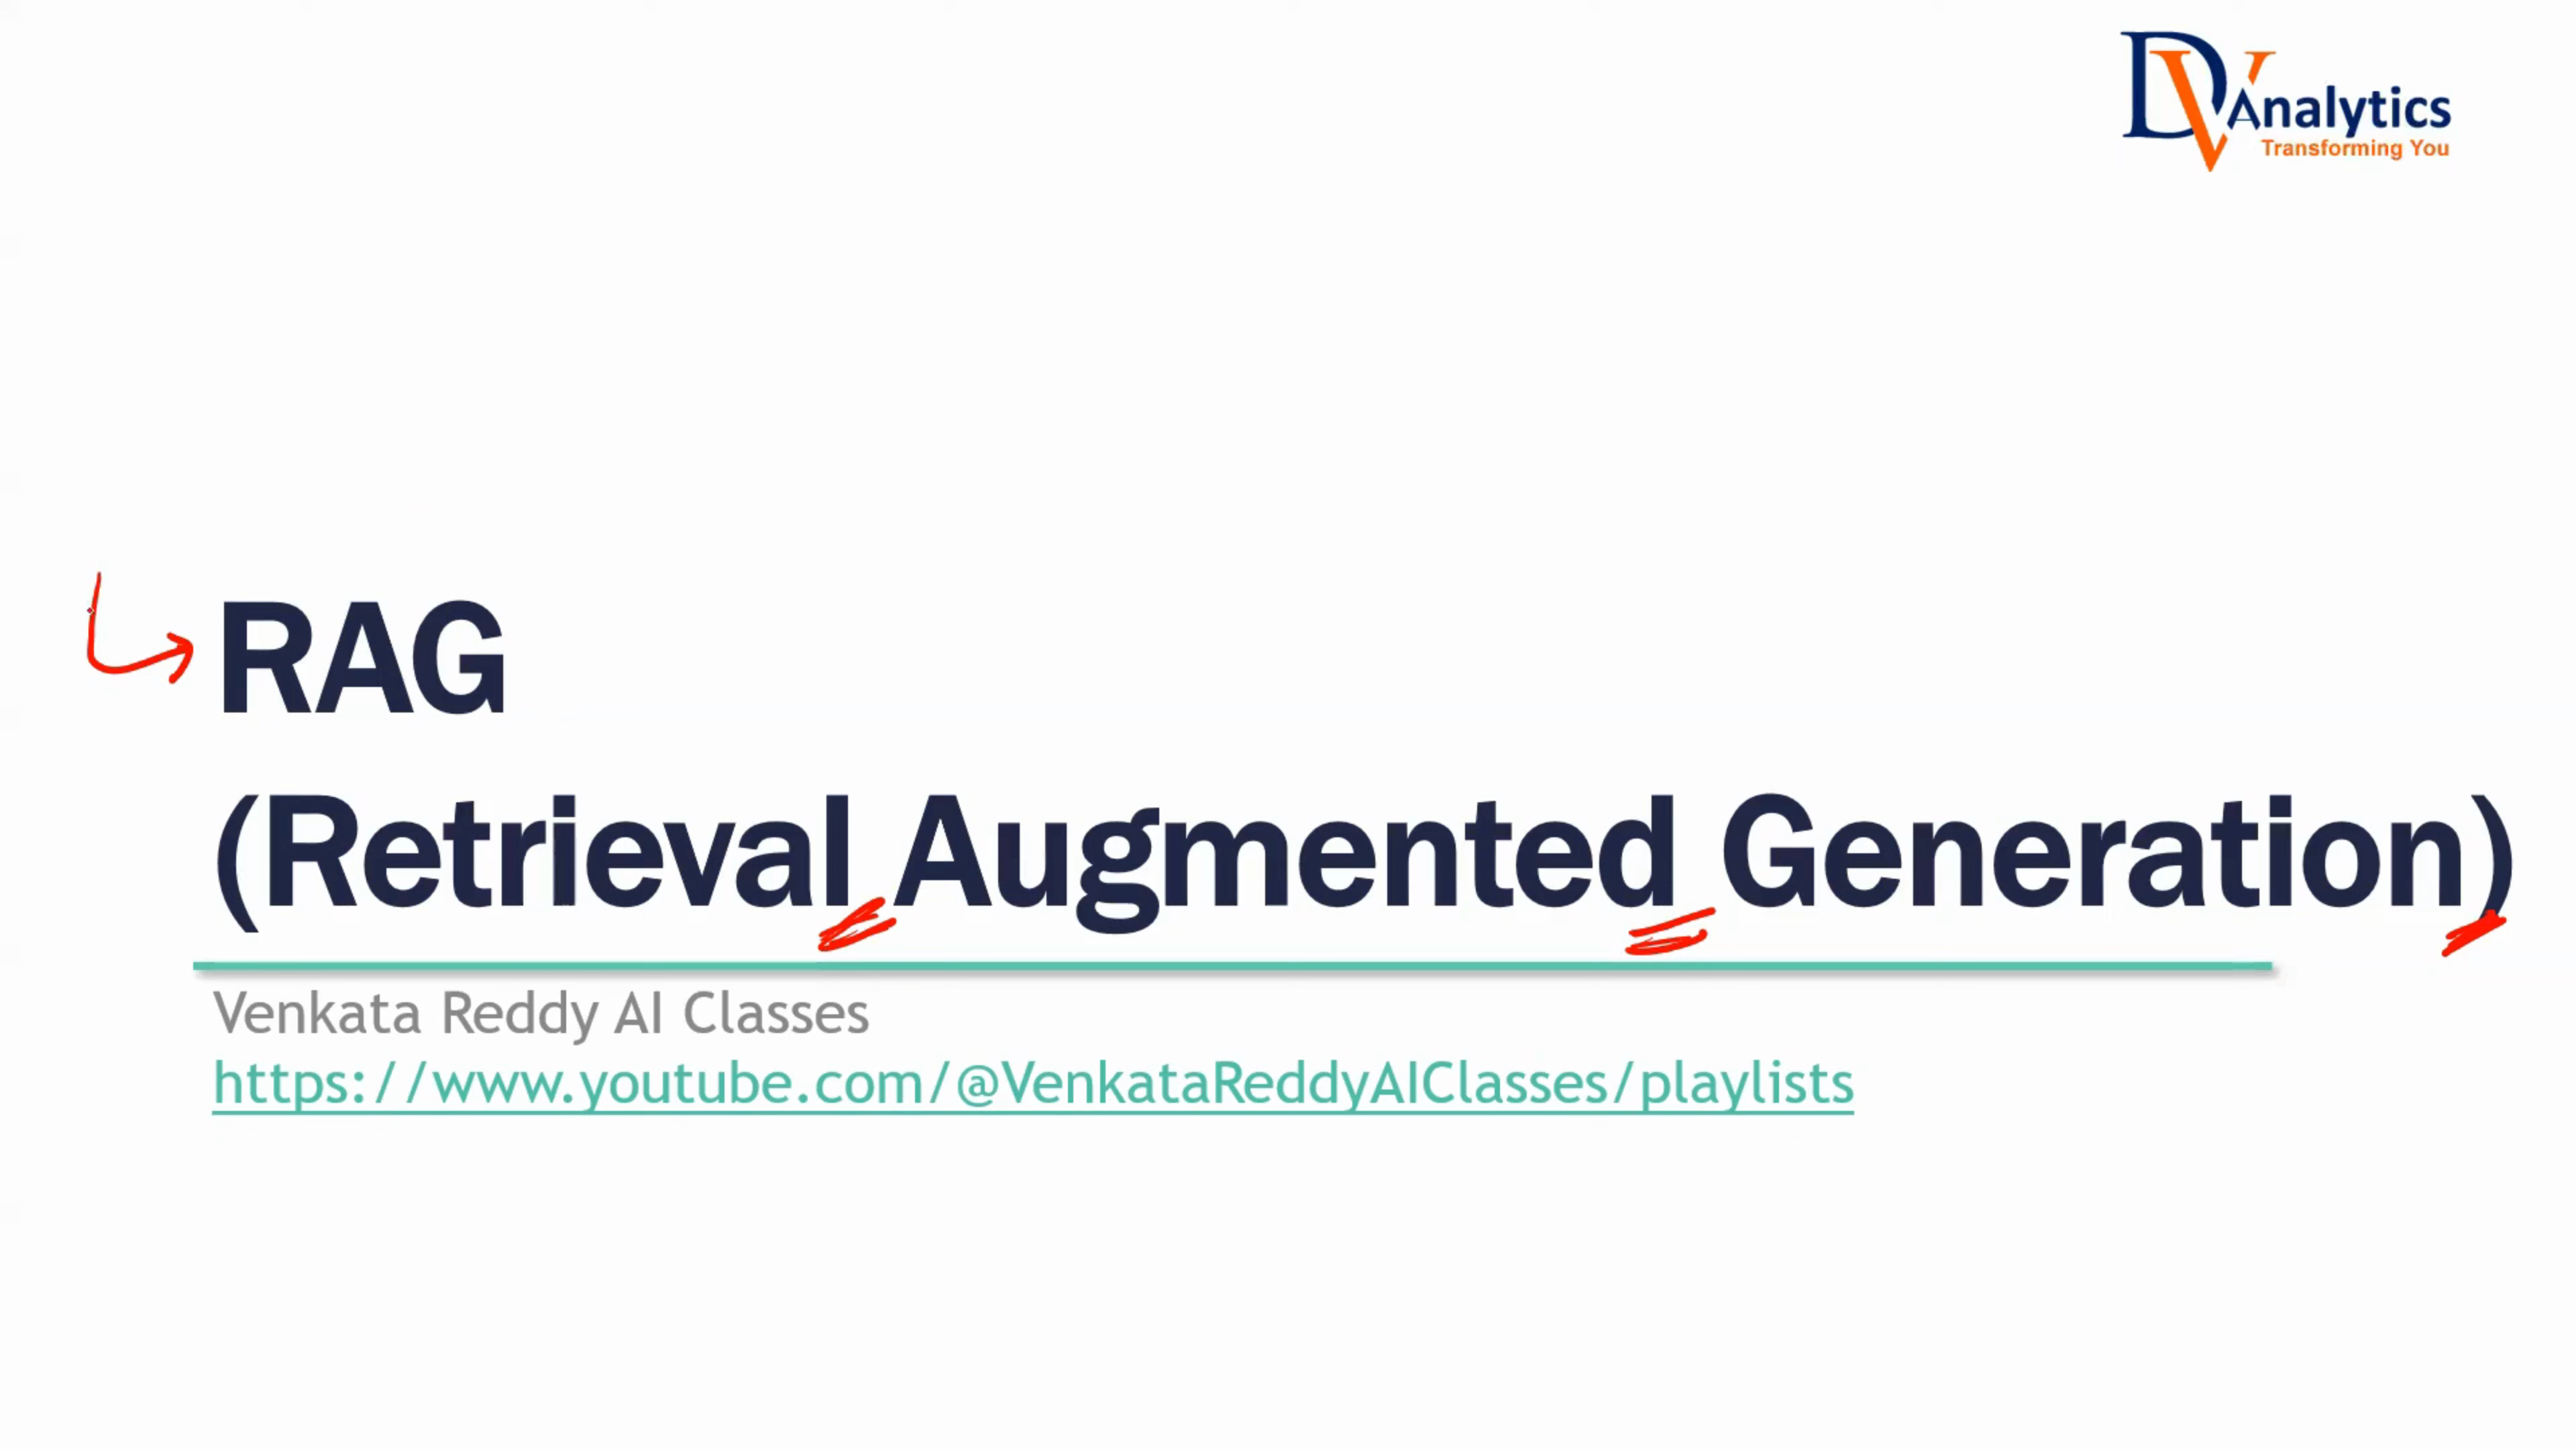 DV Analytics
Transforming You
RAG
(Retrieval Augmented Generation)
Venkata Reddy AI Classes
https://www.youtube.com/@VenkataReddyAIClasses/playlists